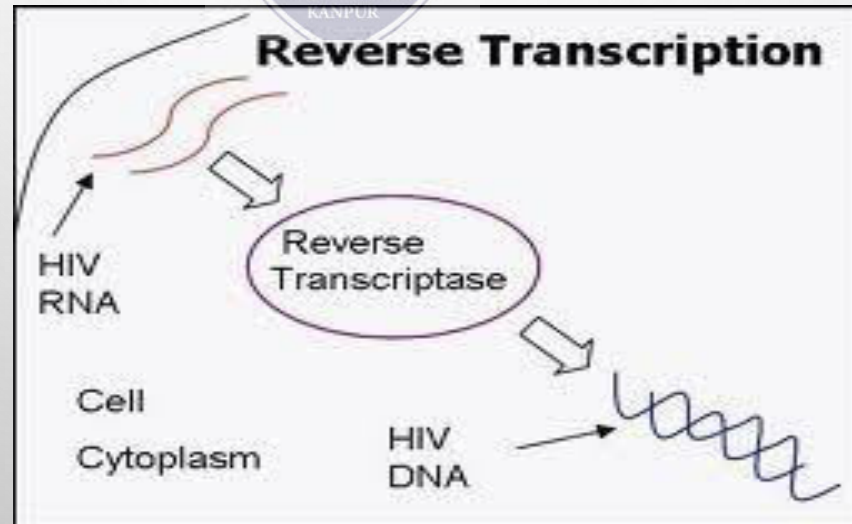 KANPUR
Reverse Transcription
Reverse
Transcriptase
HIV
RNA
Cell
Cytoplasm
HIV
DNA